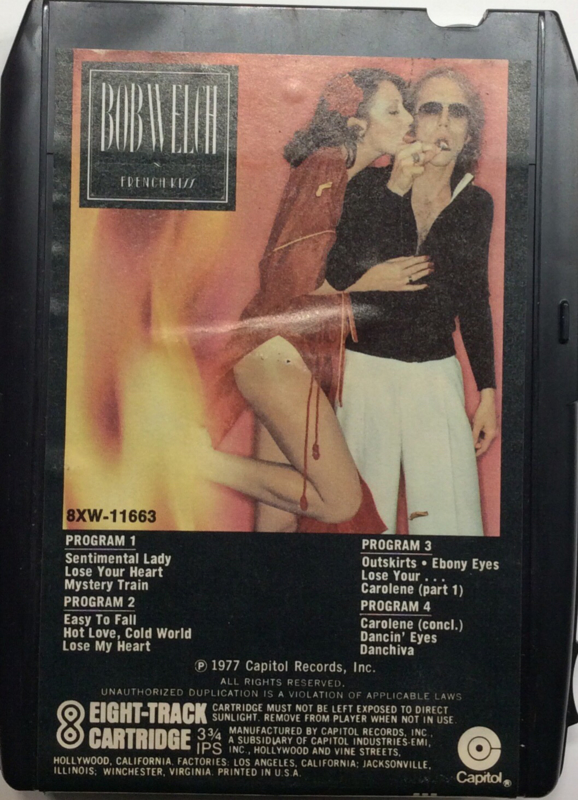 BOB WELCH
FRENCH KISS
8XW-11663
PROGRAM 1
Sentimental Lady
Lose Your Heart
Mystery Train
PROGRAM 2
Easy To Fall
Hot Love, Cold World
Lose My Heart
PROGRAM 3
Outskirts • Ebony Eyes
Lose Your . . .
Carolene (part 1)
PROGRAM 4
Carolene (concl.)
Dancin' Eyes
Danchiva
℗ 1977 Capitol Records, Inc.
ALL RIGHTS RESERVED.
UNAUTHORIZED DUPLICATION IS A VIOLATION OF APPLICABLE LAWS
8 EIGHT-TRACK CARTRIDGE
3¾ IPS
CARTRIDGE MUST NOT BE LEFT EXPOSED TO DIRECT
SUNLIGHT. REMOVE FROM PLAYER WHEN NOT IN USE.
MANUFACTURED BY CAPITOL RECORDS, INC.,
A SUBSIDIARY OF CAPITOL INDUSTRIES-EMI,
INC., HOLLYWOOD AND VINE STREETS,
HOLLYWOOD, CALIFORNIA. FACTORIES: LOS ANGELES, CALIFORNIA; JACKSONVILLE,
ILLINOIS; WINCHESTER, VIRGINIA. PRINTED IN U.S.A.
Capitol®